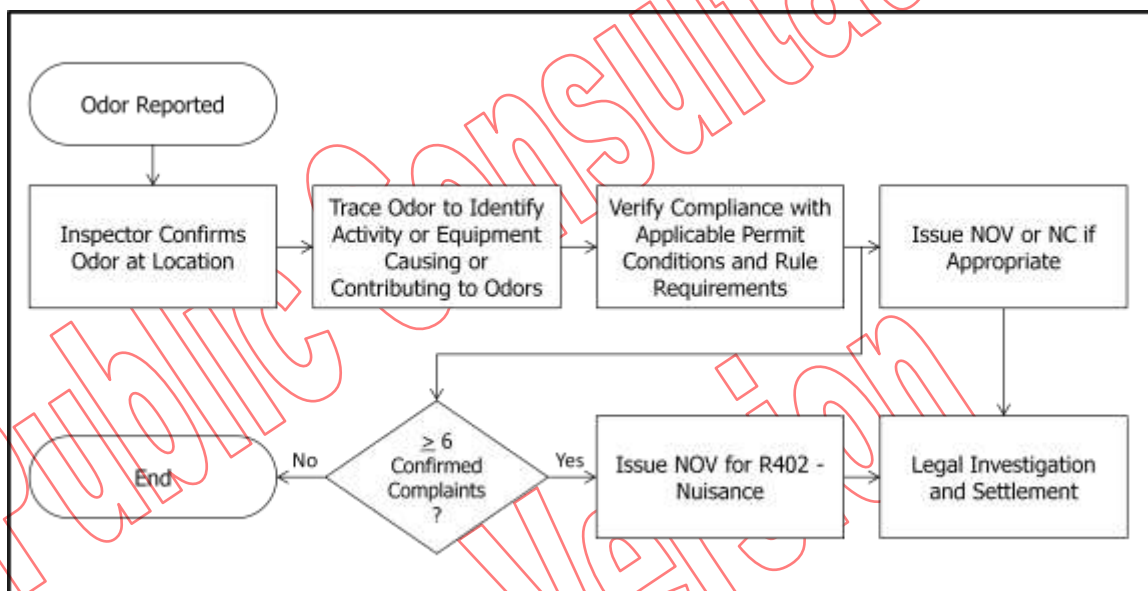 Odor Reported
Inspector Confirms
Odor at Location
Trace Odor to Identify
Activity or Equipment
Causing or
Contributing to Odors
Verify Compliance with
Applicable Permit
Conditions and Rule
Requirements
Issue NOV or NC if
Appropriate
End
No
≥ 6
Confirmed
Complaints
?
Yes
Issue NOV for R402 -
Nuisance
Legal Investigation
and Settlement
Public Consultation
Version